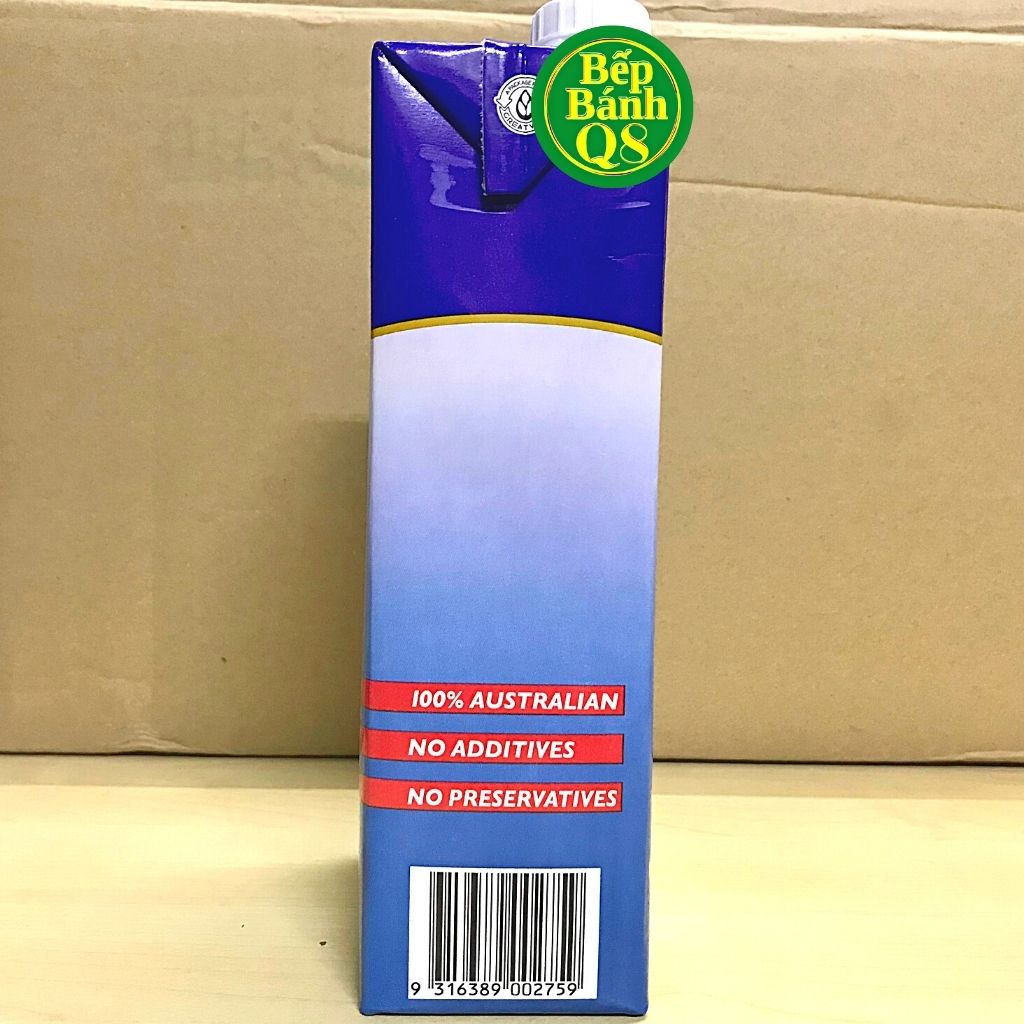 Bếp
Bánh
Q8
100% AUSTRALIAN
NO ADDITIVES
NO PRESERVATIVES
9 316389 002759